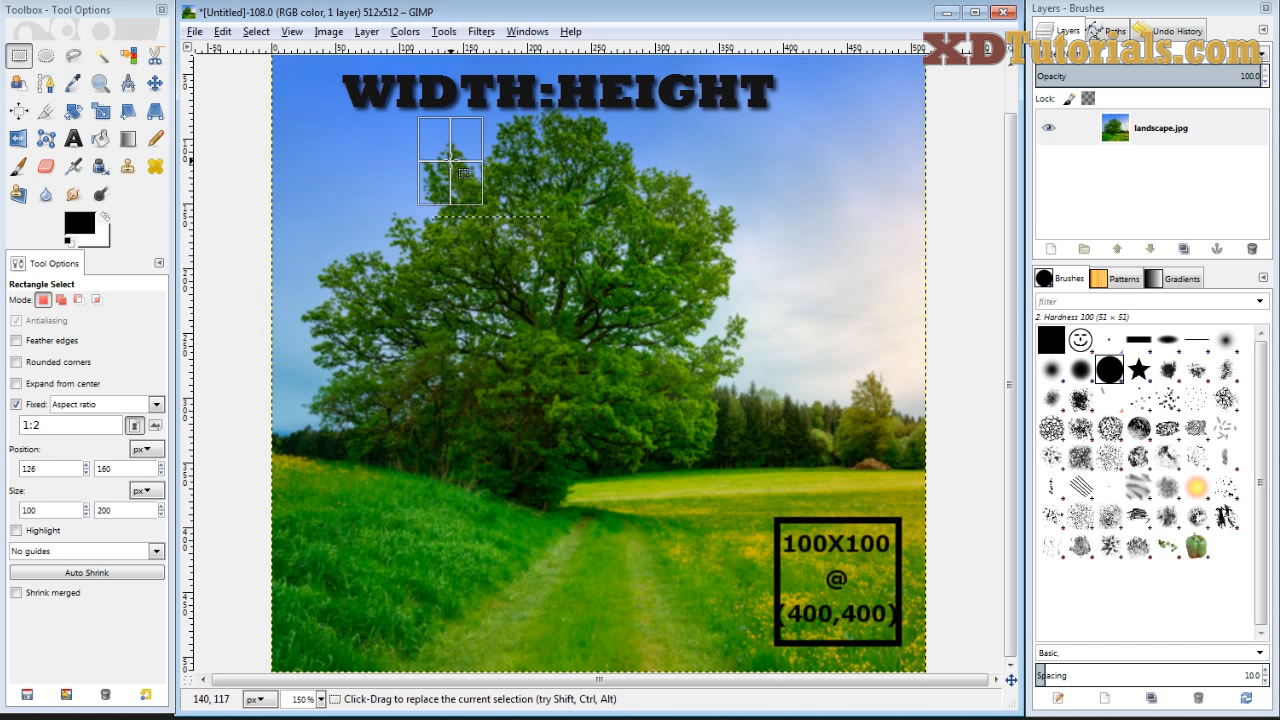 Toolbox - Tool Options
*[Untitled]-108.0 (RGB color, 1 layer) 512x512 – GIMP
Layers - Brushes
File Edit Select View Image Layer Colors Tools Filters Windows Help
Layers Paths Undo History
XDTutorials.com
Opacity 100.0
Lock:
landscape.jpg
WIDTH:HEIGHT
Tool Options
Rectangle Select
Mode:
Antialiasing
Feather edges
Rounded corners
Expand from center
Fixed: Aspect ratio
1:2
Position: px
126 160
Size: px
100 200
Highlight
No guides
Auto Shrink
Shrink merged
Brushes Patterns Gradients
filter
2. Hardness 100 (51 × 51)
100X100
@
(400,400)
Basic,
Spacing 10.0
140, 117 px 150% Click-Drag to replace the current selection (try Shift, Ctrl, Alt)